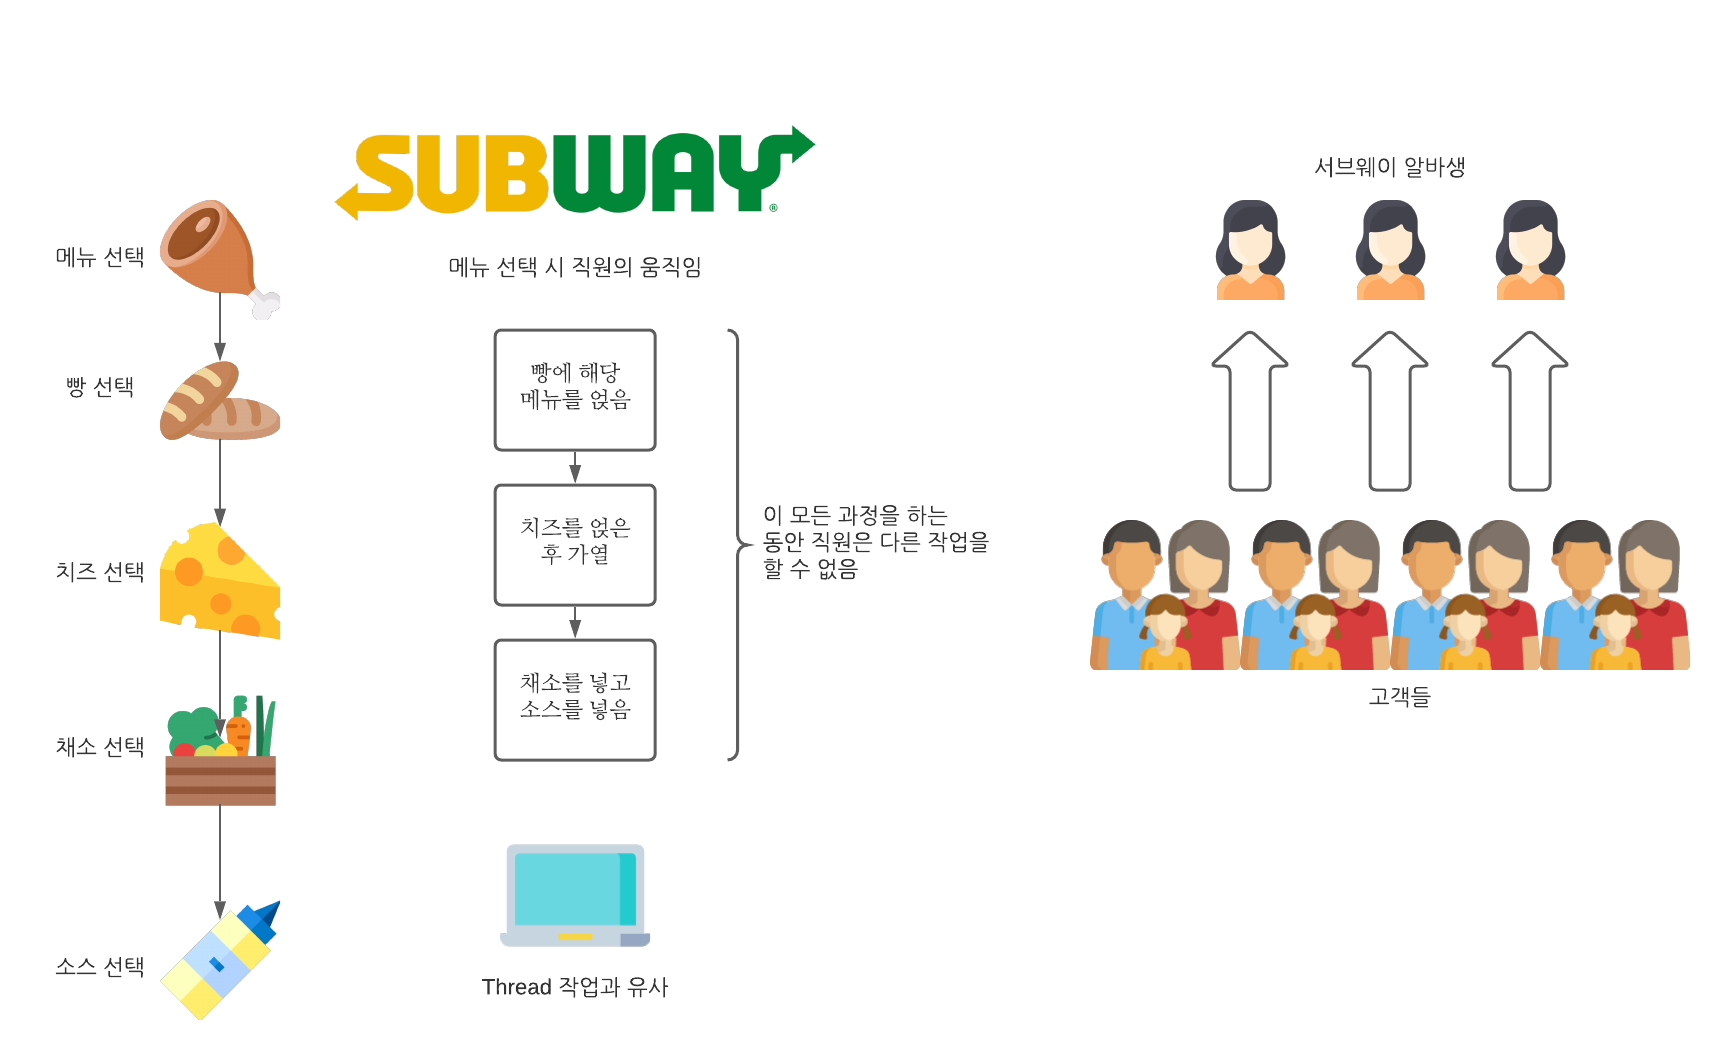 SUBWAY®
메뉴 선택
빵 선택
치즈 선택
채소 선택
소스 선택
메뉴 선택 시 직원의 움직임
빵에 해당
메뉴를 얹음
치즈를 얹은
후 가열
채소를 넣고
소스를 넣음
이 모든 과정을 하는
동안 직원은 다른 작업을
할 수 없음
Thread 작업과 유사
서브웨이 알바생
고객들